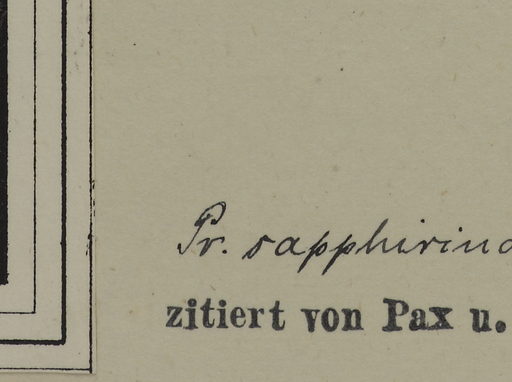 Pr. sapphirina
zitiert von Pax u.